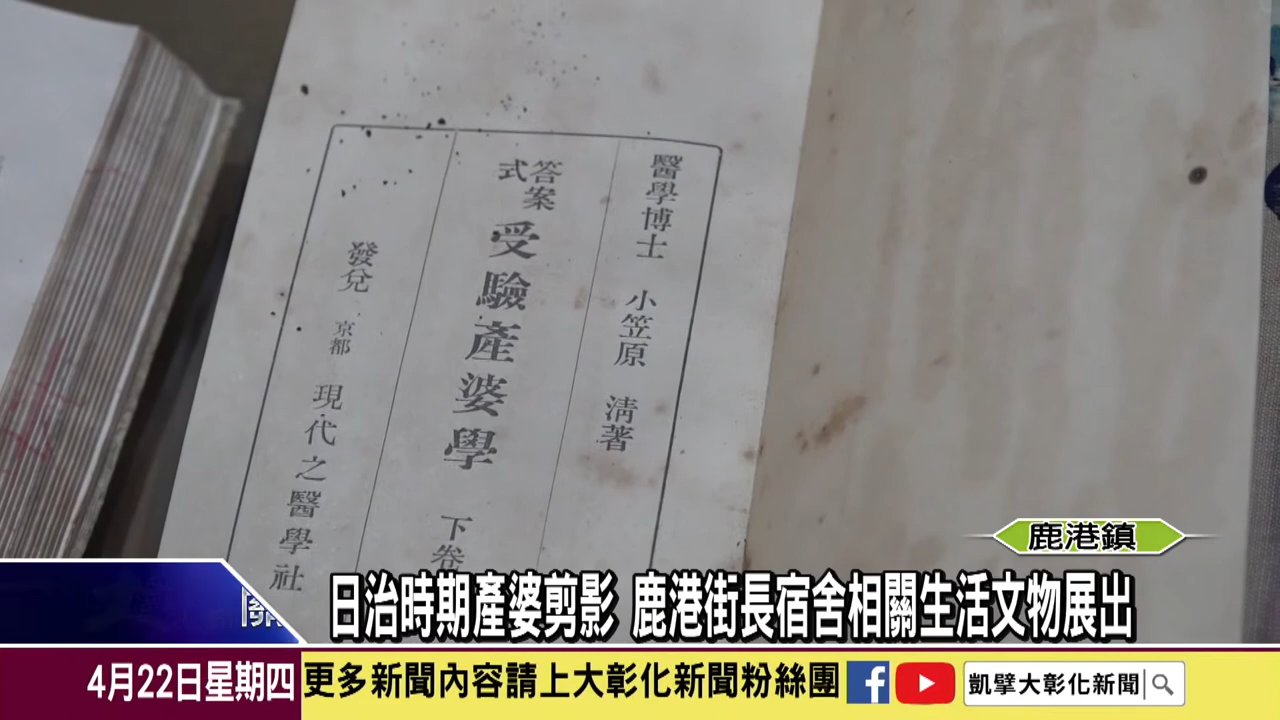 醫學博士 小笠原 淸著
答案式 受驗產婆學 下卷
發兌 京都 現代之醫學社
鹿港鎮
日治時期產婆剪影 鹿港街長宿舍相關生活文物展出
4月22日星期四
更多新聞內容請上大彰化新聞粉絲團
凱擘大彰化新聞